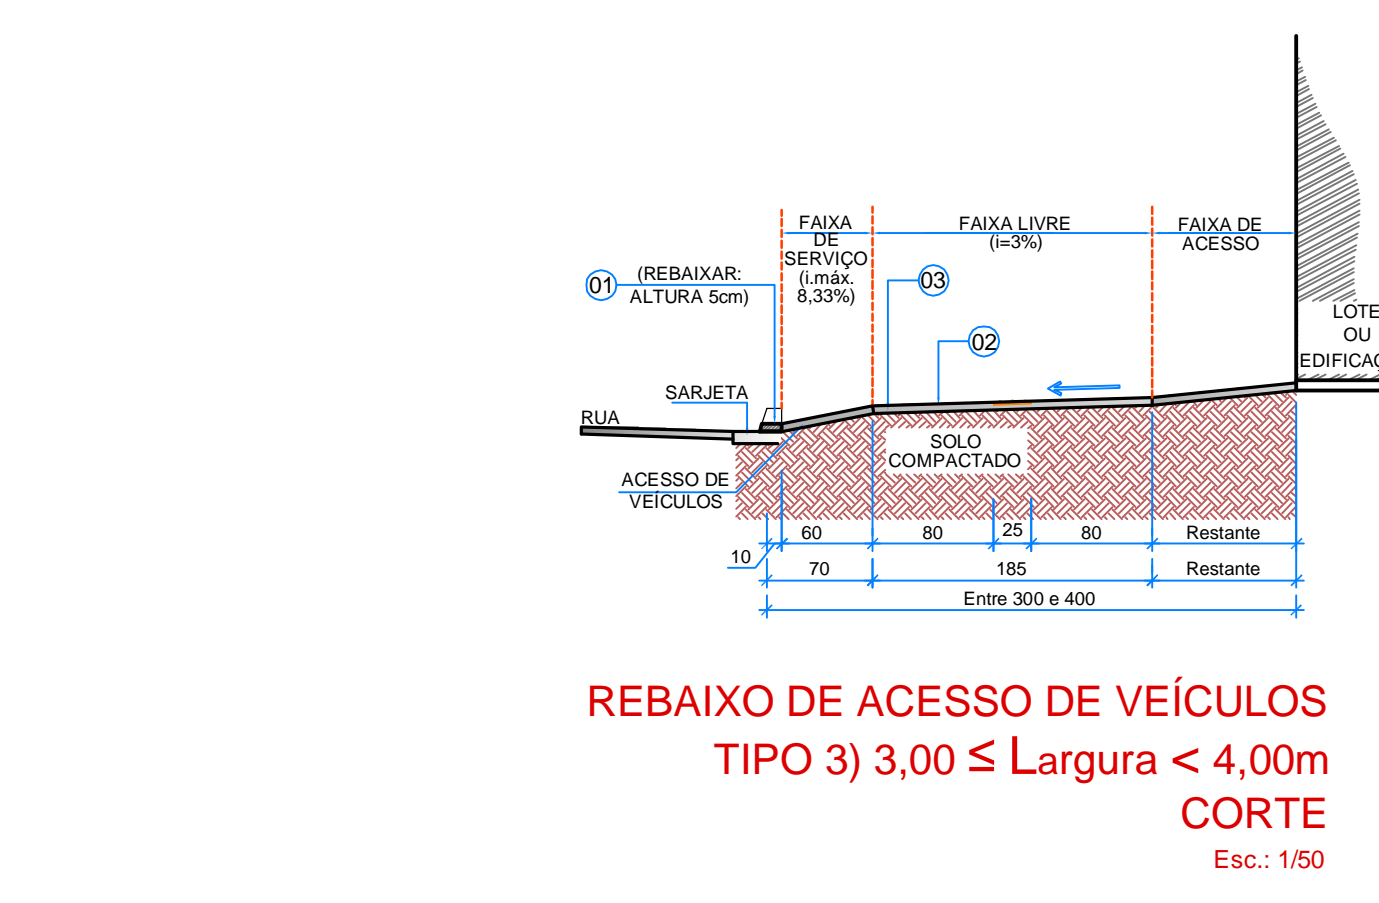 FAIXA
DE
SERVIÇO
(i.máx.
8,33%)
FAIXA LIVRE
(i=3%)
FAIXA DE
ACESSO
01
(REBAIXAR:
ALTURA 5cm)
03
02
LOTE
OU
EDIFICAÇ
SARJETA
RUA
SOLO
COMPACTADO
ACESSO DE
VEÍCULOS
60
80
25
80
Restante
10
70
185
Restante
Entre 300 e 400
REBAIXO DE ACESSO DE VEÍCULOS
TIPO 3) 3,00 ≤ Largura < 4,00m
CORTE
Esc.: 1/50